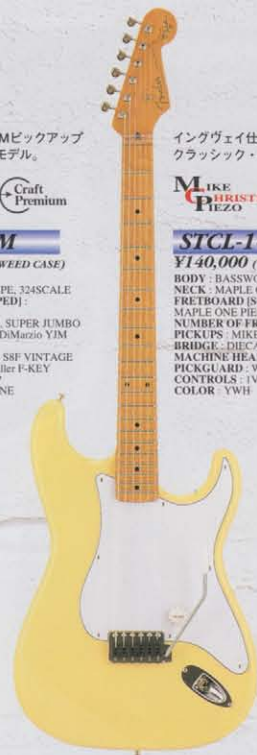 Mピックアップ
モデル。
Craft
Premium
M
WEED CASE)
PE, 324SCALE
PED] :
, SUPER JUMBO
DiMarzio YJM
S8F VINTAGE
ller F-KEY
NE
Fender
イングヴェイ仕
クラッシック・
MIKE
CHRIST
PIEZO
STCL-1
¥140,000 (
BODY : BASSWO
NECK : MAPLE
FRETBOARD [S
MAPLE ONE PIE
NUMBER OF FR
PICKUPS : MIKE
BRIDGE : DIECA
MACHINE HEA
PICKGUARD : W
CONTROLS : 1V
COLOR : YWH